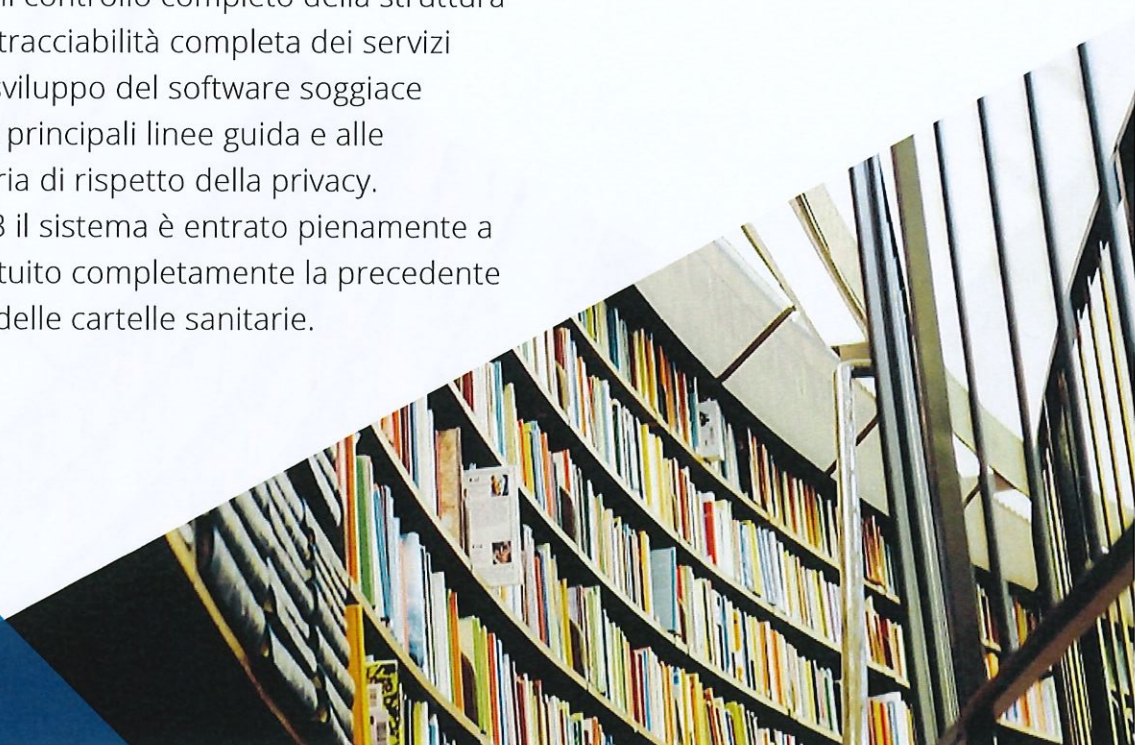 il controllo completo della struttura
tracciabilità completa dei servizi
sviluppo del software soggiace
principali linee guida e alle
ria di rispetto della privacy.
il sistema è entrato pienamente a
tuito completamente la precedente
delle cartelle sanitarie.